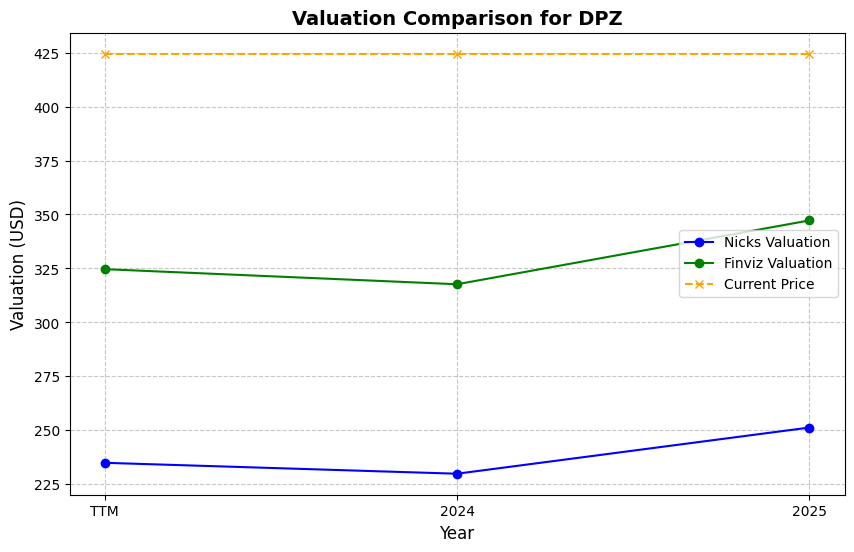 Valuation Comparison for DPZ
Valuation (USD)
425
400
375
350
325
300
275
250
225
Nicks Valuation
Finviz Valuation
Current Price
TTM
2024
2025
Year